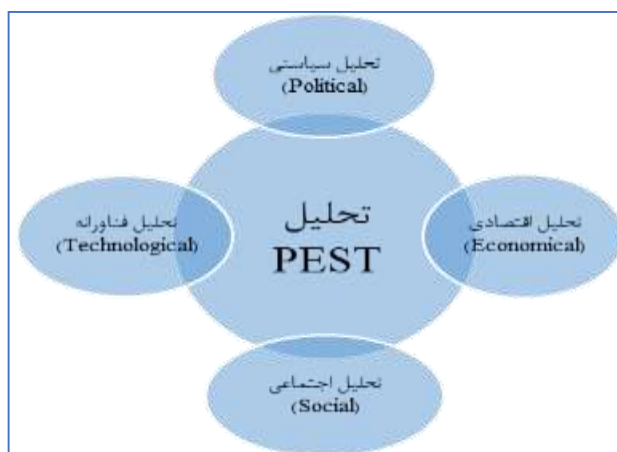 تحلیل سیاستی
(Political)
تحلیل
PEST
تحلیل اقتصادی
(Economical)
تحلیل فناورانه
(Technological)
تحلیل اجتماعی
(Social)